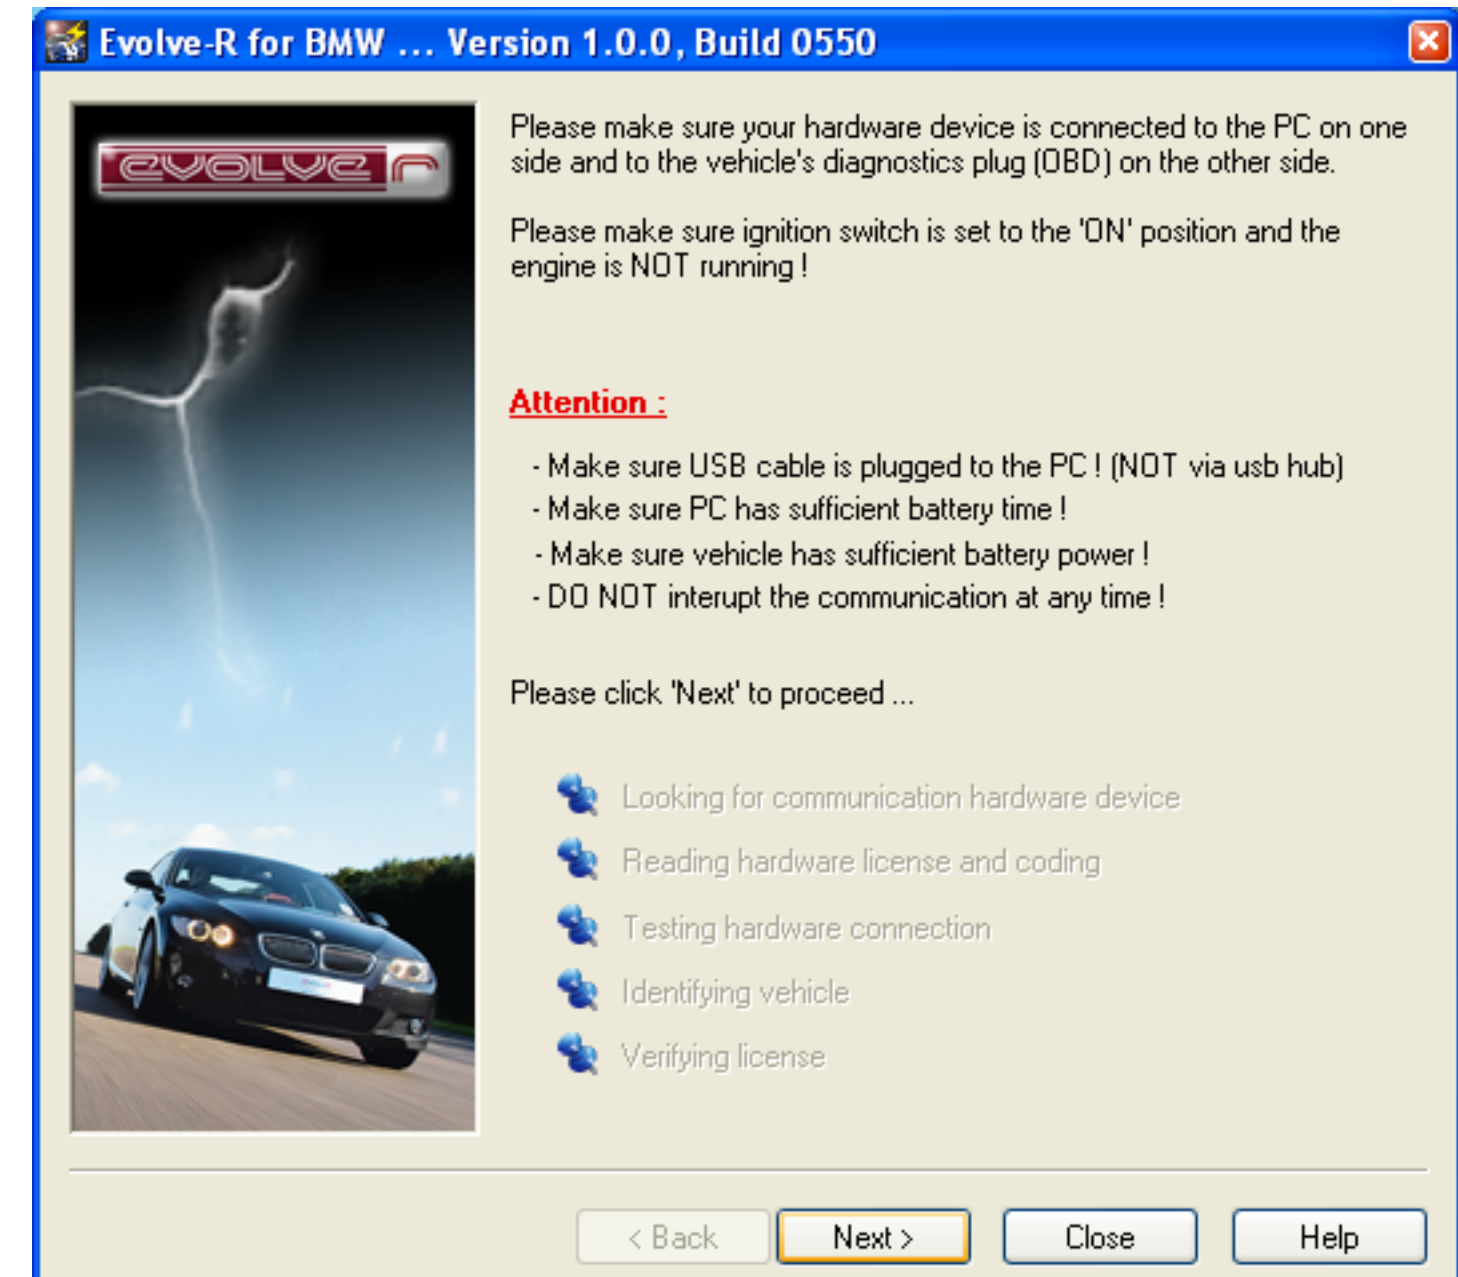 Evolve-R for BMW ... Version 1.0.0, Build 0550
evolve r
Please make sure your hardware device is connected to the PC on one
side and to the vehicle's diagnostics plug (OBD) on the other side.
Please make sure ignition switch is set to the 'ON' position and the
engine is NOT running !
Attention :
- Make sure USB cable is plugged to the PC ! (NOT via usb hub)
- Make sure PC has sufficient battery time !
- Make sure vehicle has sufficient battery power !
- DO NOT interupt the communication at any time !
Please click 'Next' to proceed ...
Looking for communication hardware device
Reading hardware license and coding
Testing hardware connection
Identifying vehicle
Verifying license
< Back
Next >
Close
Help